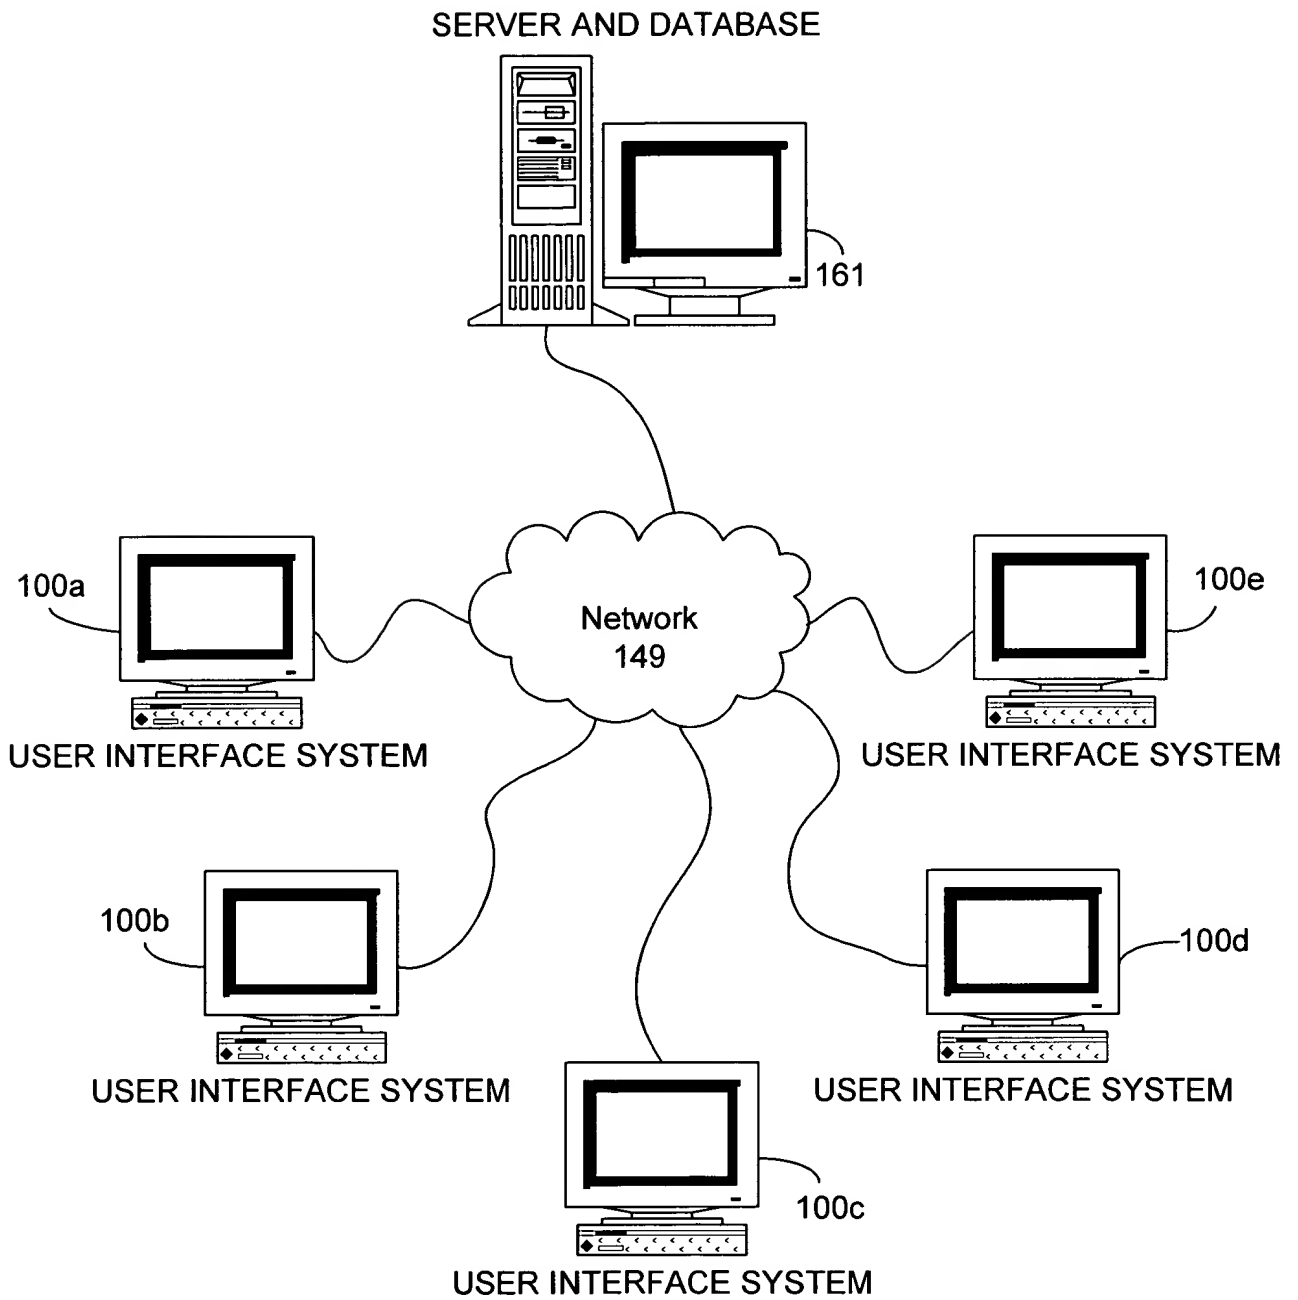 SERVER AND DATABASE
161
100a
Network
149
100e
USER INTERFACE SYSTEM
USER INTERFACE SYSTEM
100b
100d
USER INTERFACE SYSTEM
USER INTERFACE SYSTEM
100c
USER INTERFACE SYSTEM